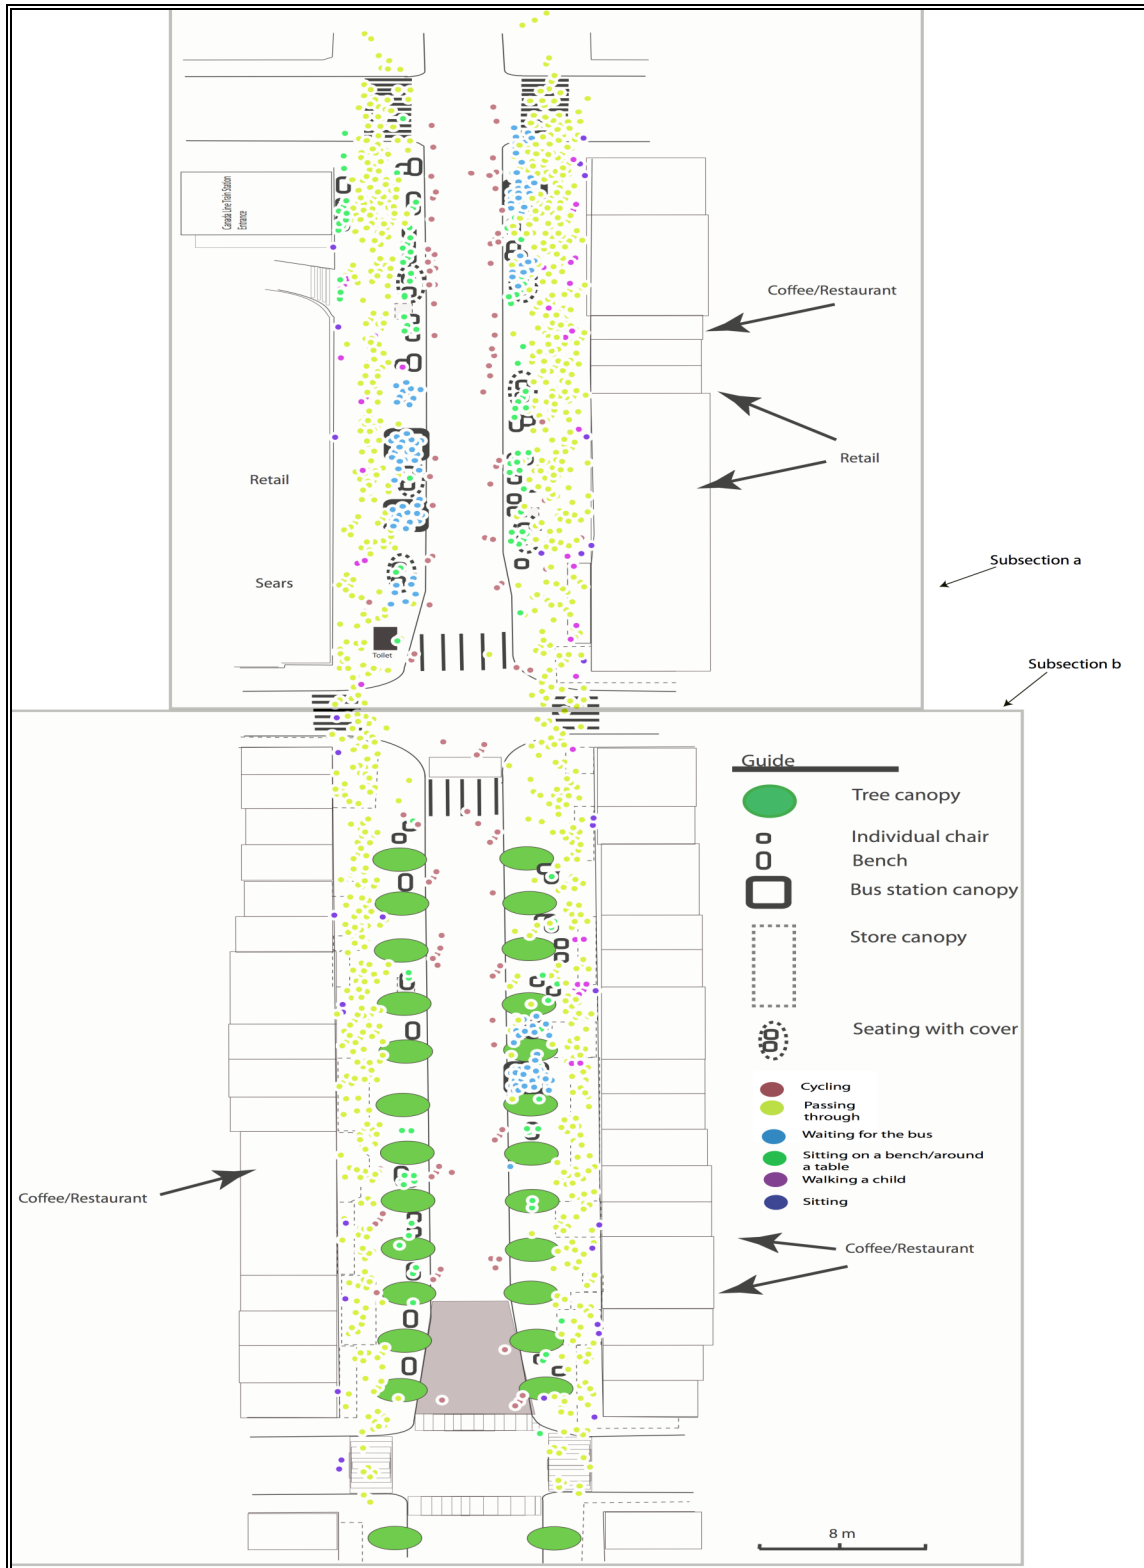 Canada Line Train Station
Entrance
Coffee/Restaurant
Retail
Retail
Subsection a
Sears
Toilet
Subsection b
Guide
Tree canopy
Individual chair
Bench
Bus station canopy
Store canopy
Seating with cover
Cycling
Passing
through
Waiting for the bus
Sitting on a bench/around
a table
Walking a child
Sitting
Coffee/Restaurant
Coffee/Restaurant
8 m